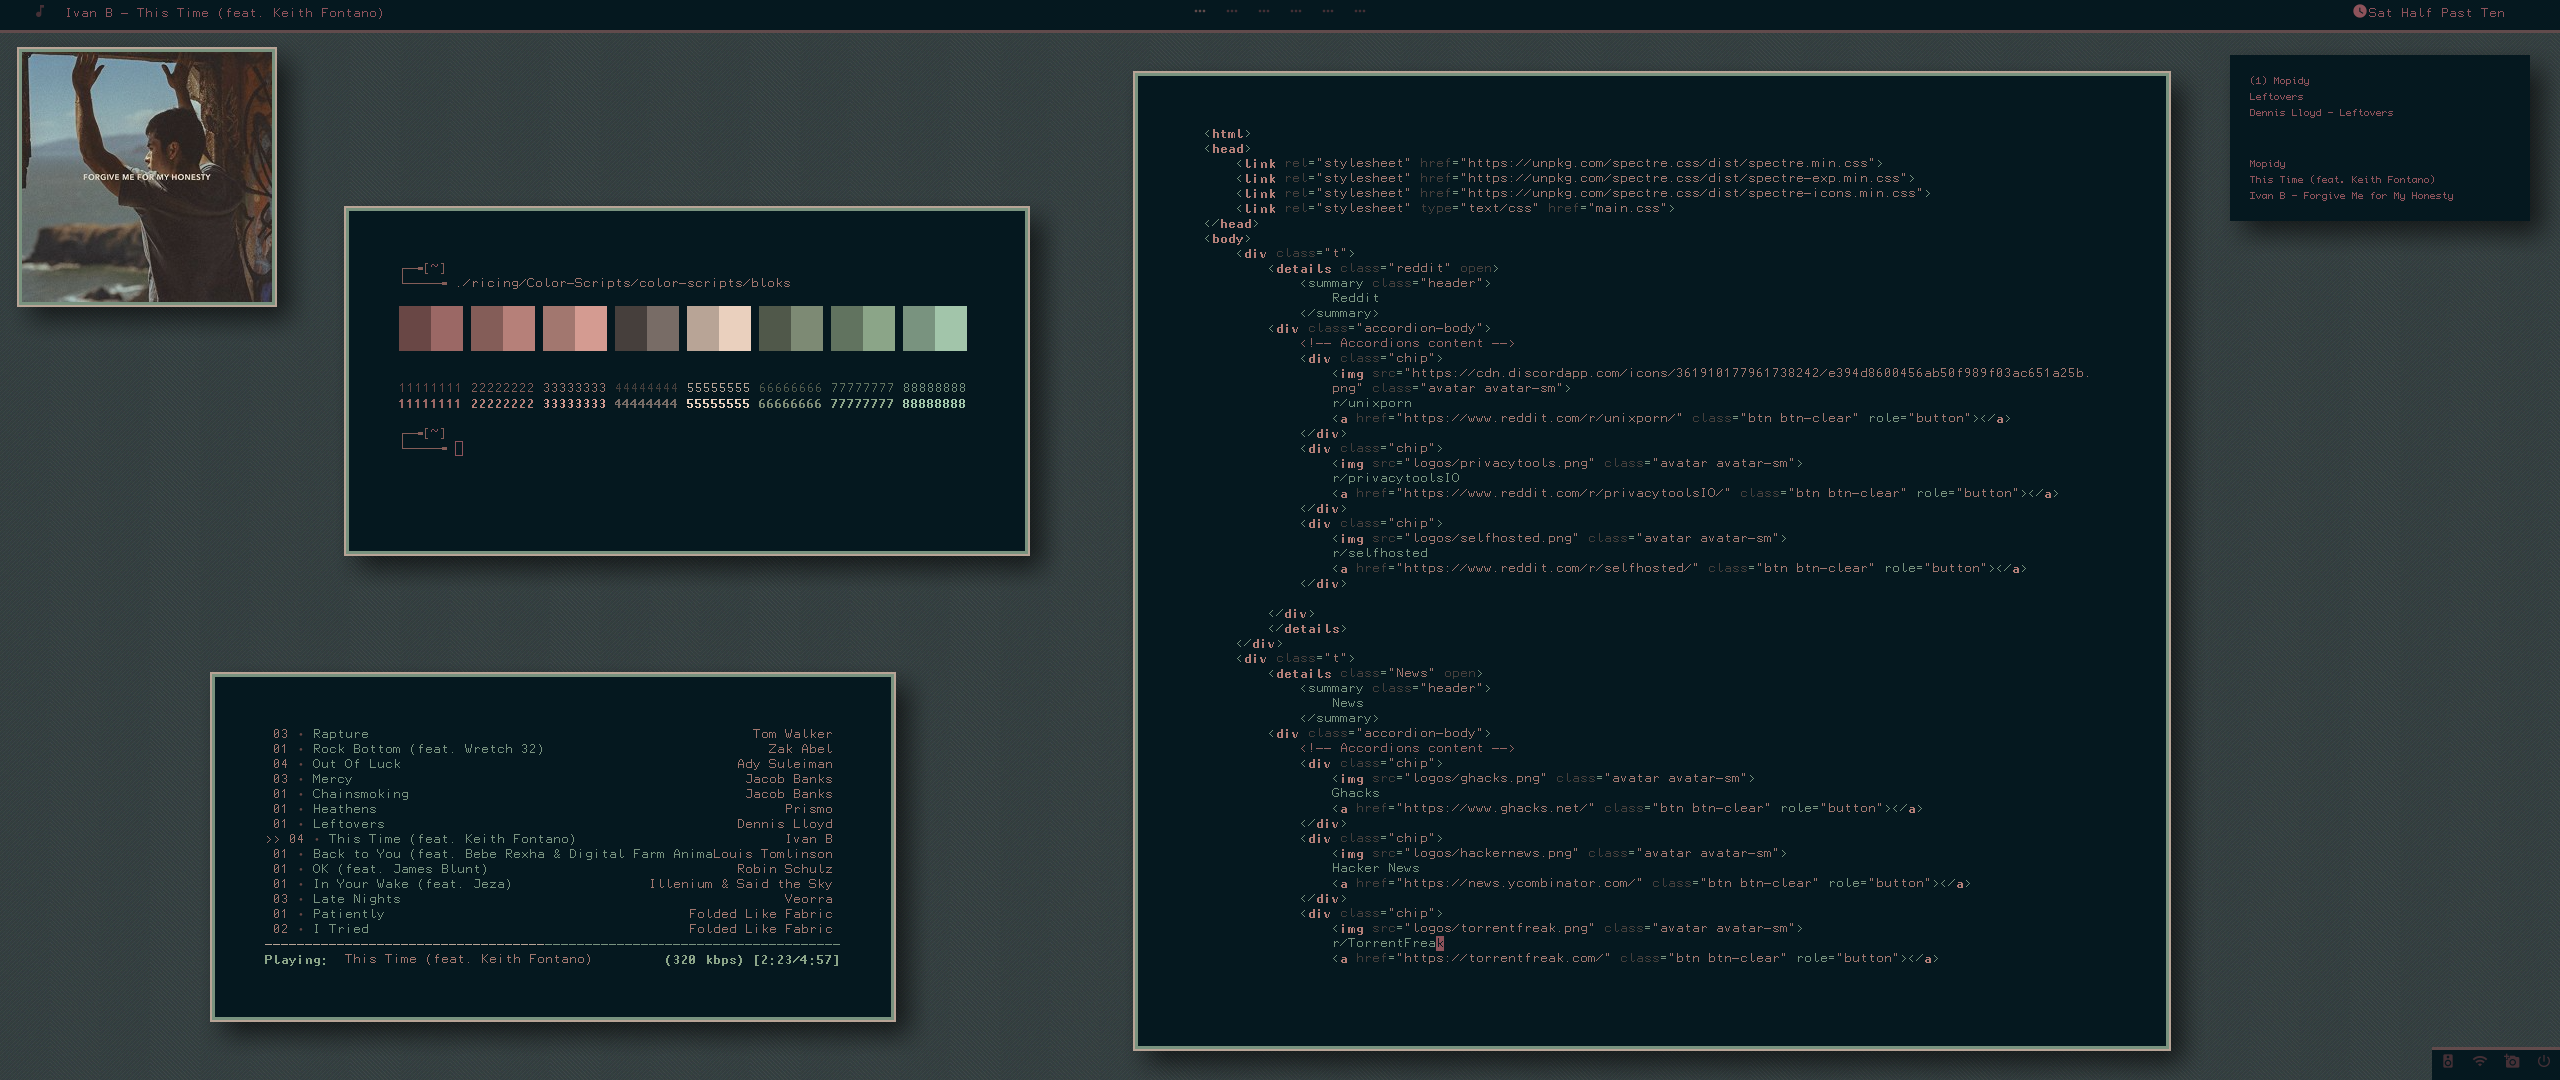 Ivan B - This Time (feat. Keith Fontano)
Sat Half Past Ten
FORGIVE ME FOR MY HONESTY
[~]
./ricing/Color-Scripts/color-scripts/bloks
11111111 22222222 33333333 44444444 55555555 66666666 77777777 88888888
11111111 22222222 33333333 44444444 55555555 66666666 77777777 88888888
[~]
03 · Rapture Tom Walker
01 · Rock Bottom (feat. Wretch 32) Zak Abel
04 · Out Of Luck Ady Suleiman
03 · Mercy Jacob Banks
01 · Chainsmoking Jacob Banks
01 · Heathens Prismo
01 · Leftovers Dennis Lloyd
>> 04 · This Time (feat. Keith Fontano) Ivan B
01 · Back to You (feat. Bebe Rexha & Digital Farm AnimaLouis Tomlinson
01 · OK (feat. James Blunt) Robin Schulz
01 · In Your Wake (feat. Jeza) Illenium & Said the Sky
03 · Late Nights Veorra
01 · Patiently Folded Like Fabric
02 · I Tried Folded Like Fabric
Playing: This Time (feat. Keith Fontano) (320 kbps) [2:23/4:57]
<html>
<head>
<link rel="stylesheet" href="https://unpkg.com/spectre.css/dist/spectre.min.css">
<link rel="stylesheet" href="https://unpkg.com/spectre.css/dist/spectre-exp.min.css">
<link rel="stylesheet" href="https://unpkg.com/spectre.css/dist/spectre-icons.min.css">
<link rel="stylesheet" type="text/css" href="main.css">
</head>
<body>
<div class="t">
<details class="reddit" open>
<summary class="header">
Reddit
</summary>
<div class="accordion-body">
<!-- Accordions content -->
<div class="chip">
<img src="https://cdn.discordapp.com/icons/361910177961738242/e394d8600456ab50f989f03ac651a25b.
png" class="avatar avatar-sm">
r/unixporn
<a href="https://www.reddit.com/r/unixporn/" class="btn btn-clear" role="button"></a>
</div>
<div class="chip">
<img src="logos/privacytools.png" class="avatar avatar-sm">
r/privacytoolsIO
<a href="https://www.reddit.com/r/privacytoolsIO/" class="btn btn-clear" role="button"></a>
</div>
<div class="chip">
<img src="logos/selfhosted.png" class="avatar avatar-sm">
r/selfhosted
<a href="https://www.reddit.com/r/selfhosted/" class="btn btn-clear" role="button"></a>
</div>
</div>
</details>
</div>
<div class="t">
<details class="News" open>
<summary class="header">
News
</summary>
<div class="accordion-body">
<!-- Accordions content -->
<div class="chip">
<img src="logos/ghacks.png" class="avatar avatar-sm">
Ghacks
<a href="https://www.ghacks.net/" class="btn btn-clear" role="button"></a>
</div>
<div class="chip">
<img src="logos/hackernews.png" class="avatar avatar-sm">
Hacker News
<a href="https://news.ycombinator.com/" class="btn btn-clear" role="button"></a>
</div>
<div class="chip">
<img src="logos/torrentfreak.png" class="avatar avatar-sm">
r/TorrentFreak
<a href="https://torrentfreak.com/" class="btn btn-clear" role="button"></a>
(1) Mopidy
Leftovers
Dennis Lloyd - Leftovers
Mopidy
This Time (feat. Keith Fontano)
Ivan B - Forgive Me for My Honesty